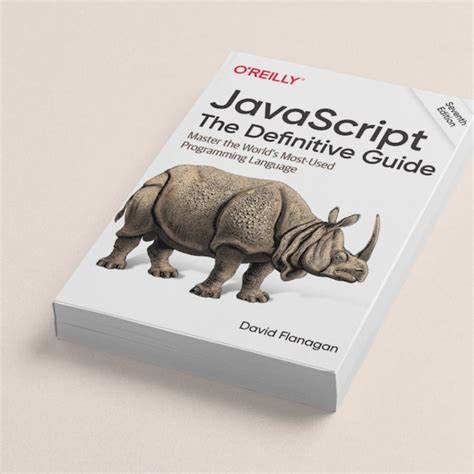 O'REILLY®
JavaScript
The Definitive Guide
Master the World's Most-Used
Programming Language
Seventh
Edition
David Flanagan